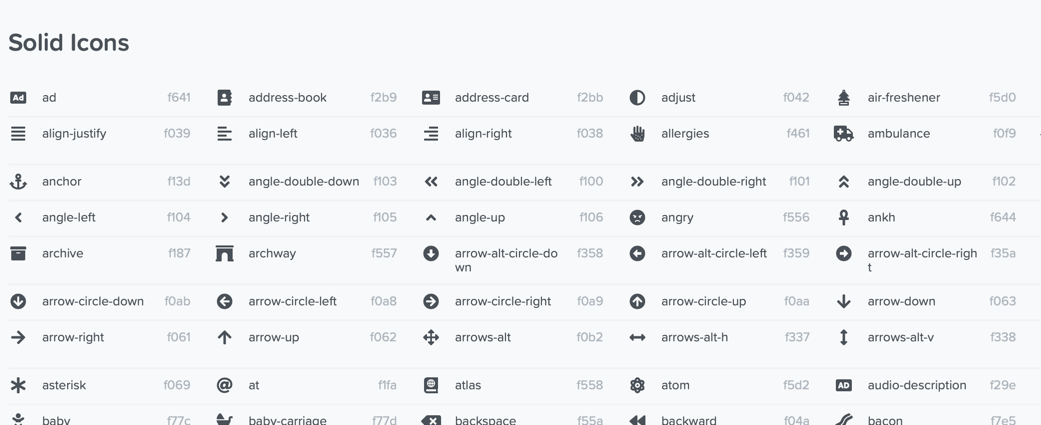 Solid Icons
Ad ad f641 address-book f2b9 address-card f2bb adjust f042 air-freshener f5d0
align-justify f039 align-left f036 align-right f038 allergies f461 ambulance f0f9
anchor f13d angle-double-down f103 angle-double-left f100 angle-double-right f101 angle-double-up f102
angle-left f104 angle-right f105 angle-up f106 angry f556 ankh f644
archive f187 archway f557 arrow-alt-circle-do f358 arrow-alt-circle-left f359 arrow-alt-circle-righ f35a
wn t
arrow-circle-down f0ab arrow-circle-left f0a8 arrow-circle-right f0a9 arrow-circle-up f0aa arrow-down f063
arrow-right f061 arrow-up f062 arrows-alt f0b2 arrows-alt-h f337 arrows-alt-v f338
asterisk f069 @ at f1fa atlas f558 atom f5d2 AD audio-description f29e
baby f77c baby-carriage f77d backspace f55a backward f04a bacon f7e5